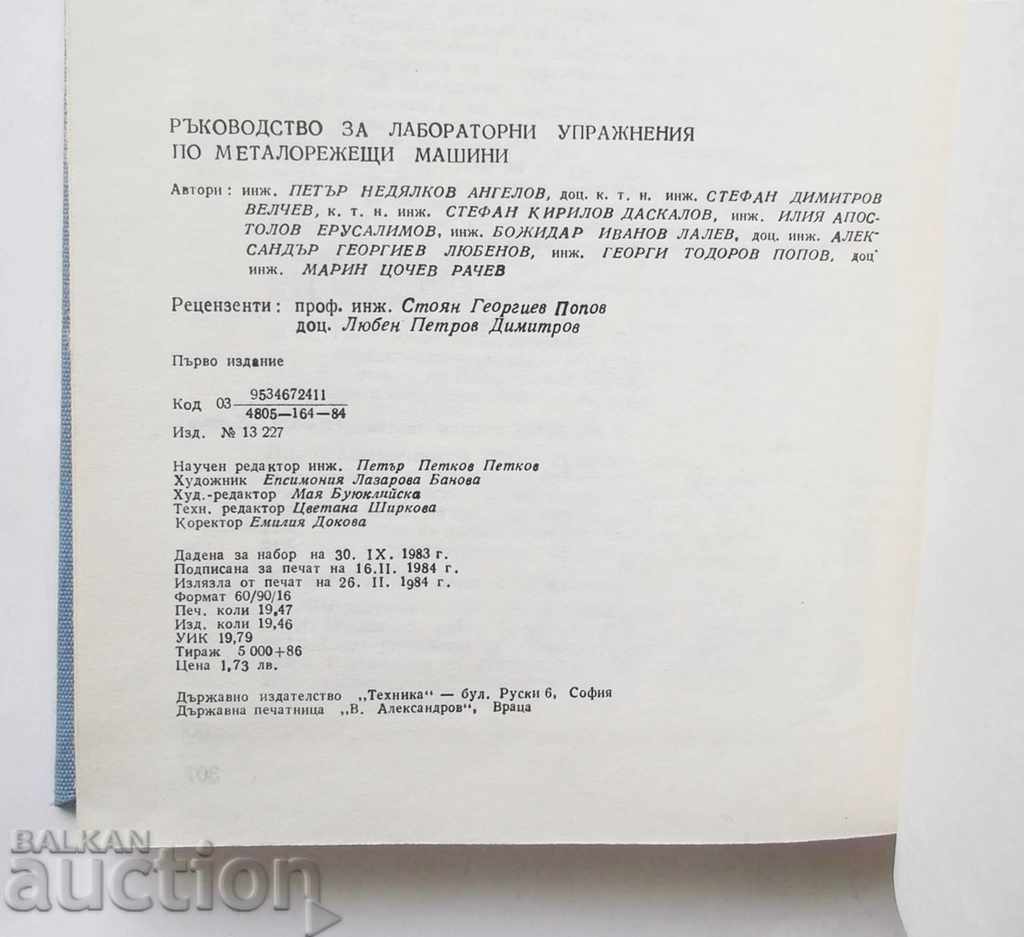 РЪКОВОДСТВО ЗА ЛАБОРАТОРНИ УПРАЖНЕНИЯ
ПО МЕТАЛОРЕЖЕЩИ МАШИНИ
Автори: инж. ПЕТЪР НЕДЯЛКОВ АНГЕЛОВ, доц. к. т. н. инж. СТЕФАН ДИМИТРОВ
ВЕЛЧЕВ, к. т. н. инж. СТЕФАН КИРИЛОВ ДАСКАЛОВ, инж. ИЛИЯ АПОС-
ТОЛОВ ЕРУСАЛИМОВ, инж. БОЖИДАР ИВАНОВ ЛАЛЕВ, доц. инж. АЛЕК-
САНДЪР ГЕОРГИЕВ ЛЮБЕНОВ, инж. ГЕОРГИ ТОДОРОВ ПОПОВ, доц.
инж. МАРИН ЦОЧЕВ РАЧЕВ
Рецензенти: проф. инж. Стоян Георгиев Попов
доц. Любен Петров Димитров
Първо издание
Код 03 9534672411
4805—164—84
Изд. № 13 227
Научен редактор инж. Петър Петков Петков
Художник Епсимония Лазарова Банова
Худ.-редактор Мая Буюклийска
Техн. редактор Цветана Ширкова
Коректор Емилия Докова
Дадена за набор на 30. IX. 1983 г.
Подписана за печат на 16.II. 1984 г.
Излязла от печат на 26. II. 1984 г.
Формат 60/90/16
Печ. коли 19,47
Изд. коли 19,46
УИК 19,79
Тираж 5 000+86
Цена 1,73 лв.
Държавно издателство „Техника“ — бул. Руски 6, София
Държавна печатница „В. Александров“, Враца
307
BALKAN
auction